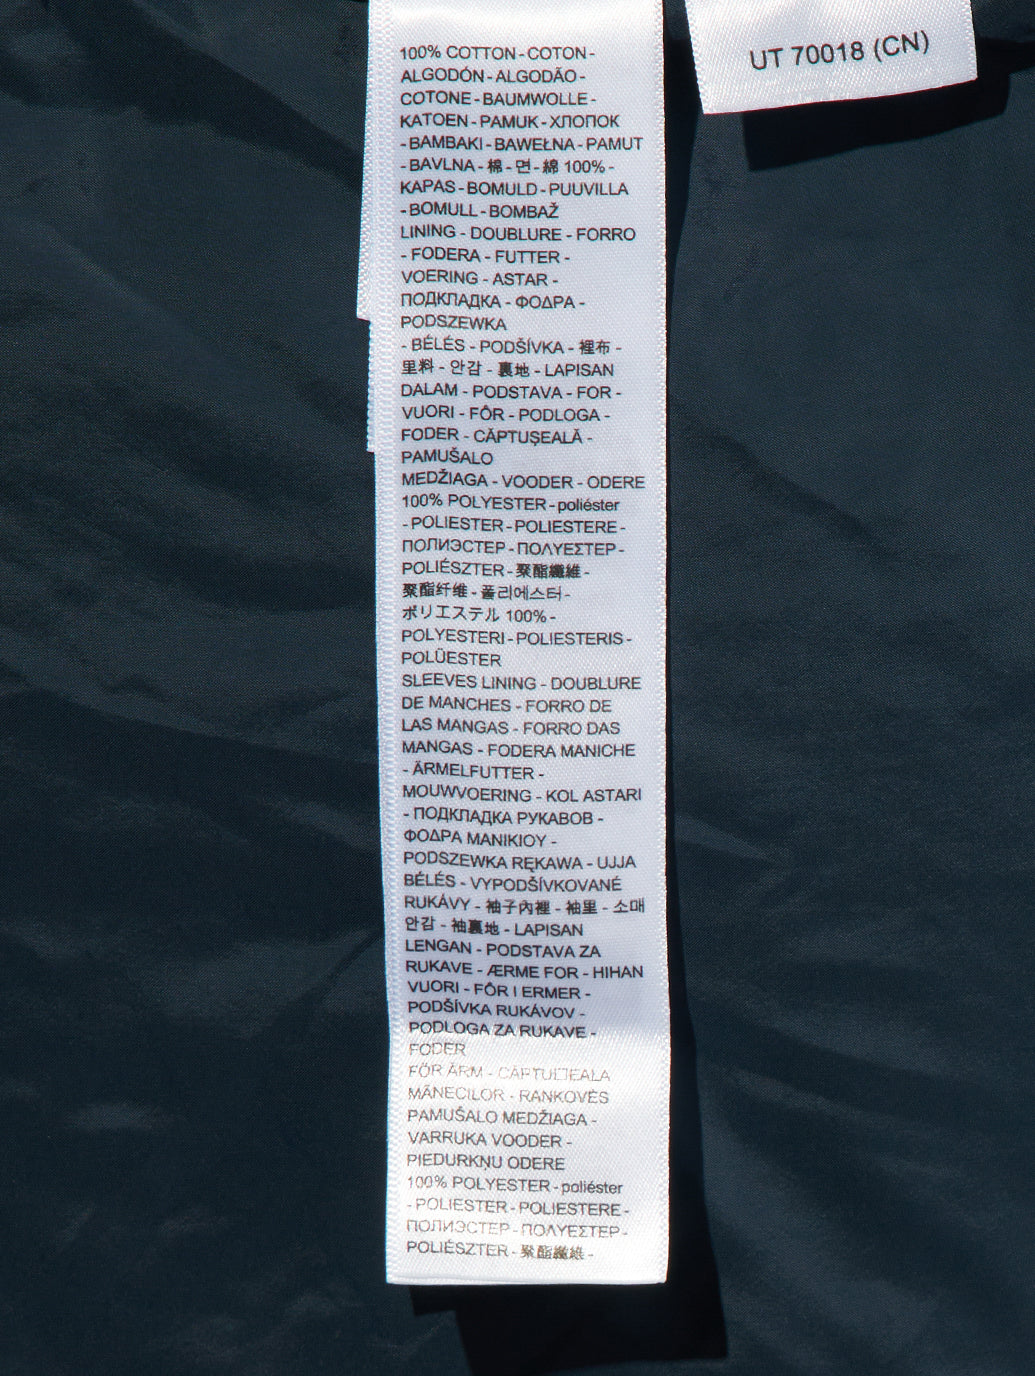 100% COTTON - COTON -
ALGODÓN - ALGODÃO -
COTONE - BAUMWOLLE -
KATOEN - PAMUK - ХЛОПОК
- BAMBAKI - BAWEŁNA - PAMUT
- BAVLNA - 棉 - 면 - 綿 100% -
KAPAS - BOMULD - PUUVILLA
- BOMULL - BOMBAŽ
LINING - DOUBLURE - FORRO
- FODERA - FUTTER -
VOERING - ASTAR -
ПОДКЛАДКА - ΦΟΔΡΑ -
PODSZEWKA
- BÉLÉS - PODŠÍVKA - 裡布 -
里料 - 안감 - 裏地 - LAPISAN
DALAM - PODSTAVA - FOR -
VUORI - FÔR - PODLOGA -
FODER - CĂPTUȘEALĂ -
PAMUŠALO
MEDŽIAGA - VOODER - ODERE
100% POLYESTER - poliéster
- POLIESTER - POLIESTERE -
ПОЛИЭСТЕР - ΠΟΛΥΕΣΤΕΡ -
POLIÉSZTER - 聚酯纖維 -
聚酯纤维 - 폴리에스터 -
ポリエステル 100% -
POLYESTERI - POLIESTERIS -
POLÜESTER
SLEEVES LINING - DOUBLURE
DE MANCHES - FORRO DE
LAS MANGAS - FORRO DAS
MANGAS - FODERA MANICHE
- ÄRMELFUTTER -
MOUWVOERING - KOL ASTARI
- ПОДКЛАДКА РУКАВОВ -
ΦΟΔΡΑ ΜΑΝΙΚΙΟΥ -
PODSZEWKA RĘKAWA - UJJA
BÉLÉS - VYPODŠÍVKOVANÉ
RUKÁVY - 袖子內裡 - 袖里 - 소매
안감 - 袖裏地 - LAPISAN
LENGAN - PODSTAVA ZA
RUKAVE - ÆRME FOR - HIHAN
VUORI - FÔR I ERMER -
PODŠÍVKA RUKÁVOV -
PODLOGA ZA RUKAVE -
FODER
FÖR ÄRM - CĂPTU□EALA
MÂNECILOR - RANKOVĖS
PAMUŠALO MEDŽIAGA -
VARRUKA VOODER -
PIEDURKŅU ODERE
100% POLYESTER - poliéster
- POLIESTER - POLIESTERE -
ПОЛИЭСТЕР - ΠΟΛΥΕΣΤΕΡ -
POLIÉSZTER - 聚酯纖維 -
UT 70018 (CN)